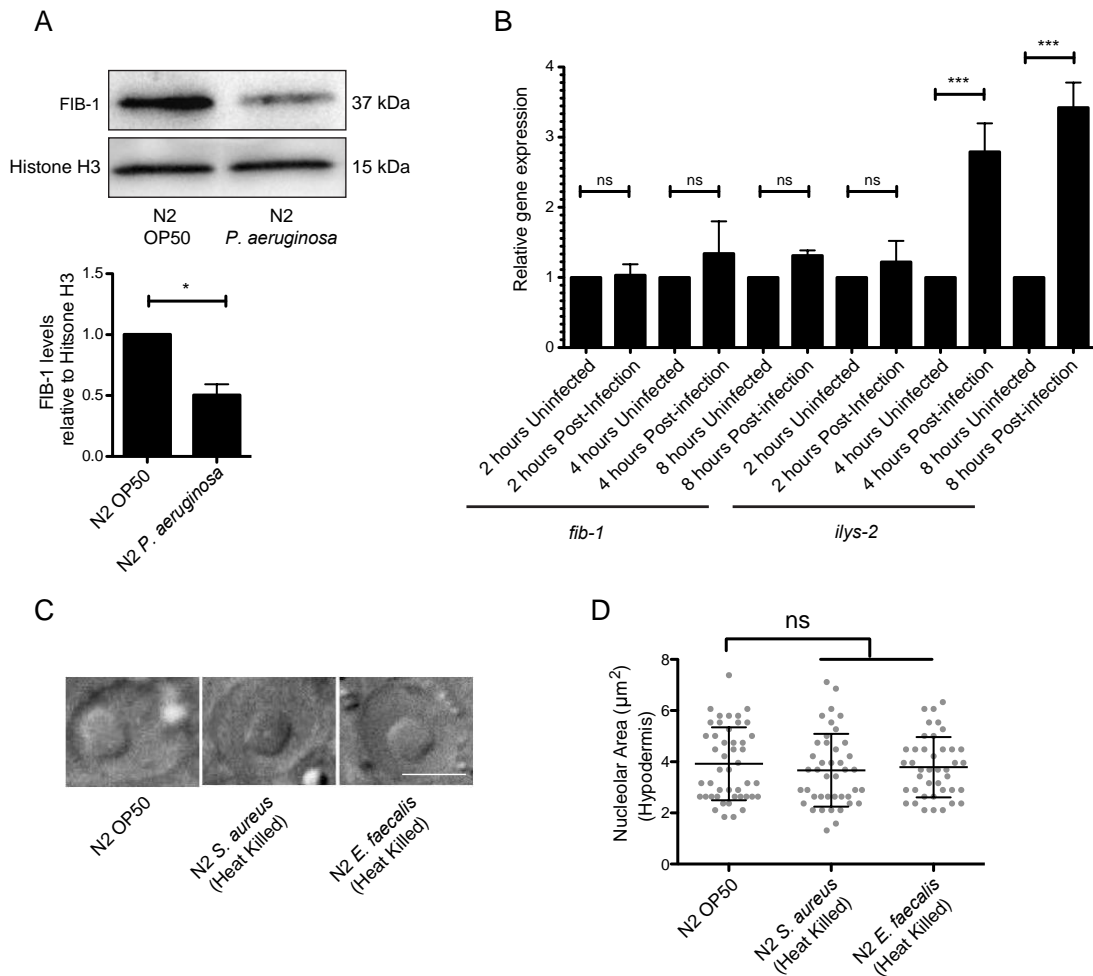 A
FIB-1
37 kDa
Histone H3
15 kDa
N2
OP50
N2
P. aeruginosa
FIB-1 levels
relative to Hitsone H3
1.5
1.0
0.5
0.0
*
N2 OP50
N2 P. aeruginosa
B
Relative gene expression
4
3
2
1
0
ns
ns
ns
ns
***
***
2 hours Uninfected
2 hours Post-Infection
4 hours Uninfected
4 hours Post-infection
8 hours Uninfected
8 hours Post-infection
2 hours Uninfected
2 hours Post-infection
4 hours Uninfected
4 hours Post-infection
8 hours Uninfected
8 hours Post-infection
fib-1
ilys-2
C
N2 OP50
N2 S. aureus
(Heat Killed)
N2 E. faecalis
(Heat Killed)
D
ns
Nucleolar Area (µm²)
(Hypodermis)
8
6
4
2
0
N2 OP50
N2 S. aureus
(Heat Killed)
N2 E. faecalis
(Heat Killed)